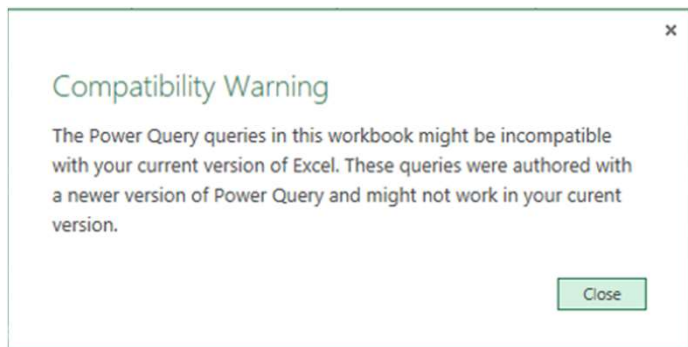 Compatibility Warning
The Power Query queries in this workbook might be incompatible
with your current version of Excel. These queries were authored with
a newer version of Power Query and might not work in your curent
version.
Close